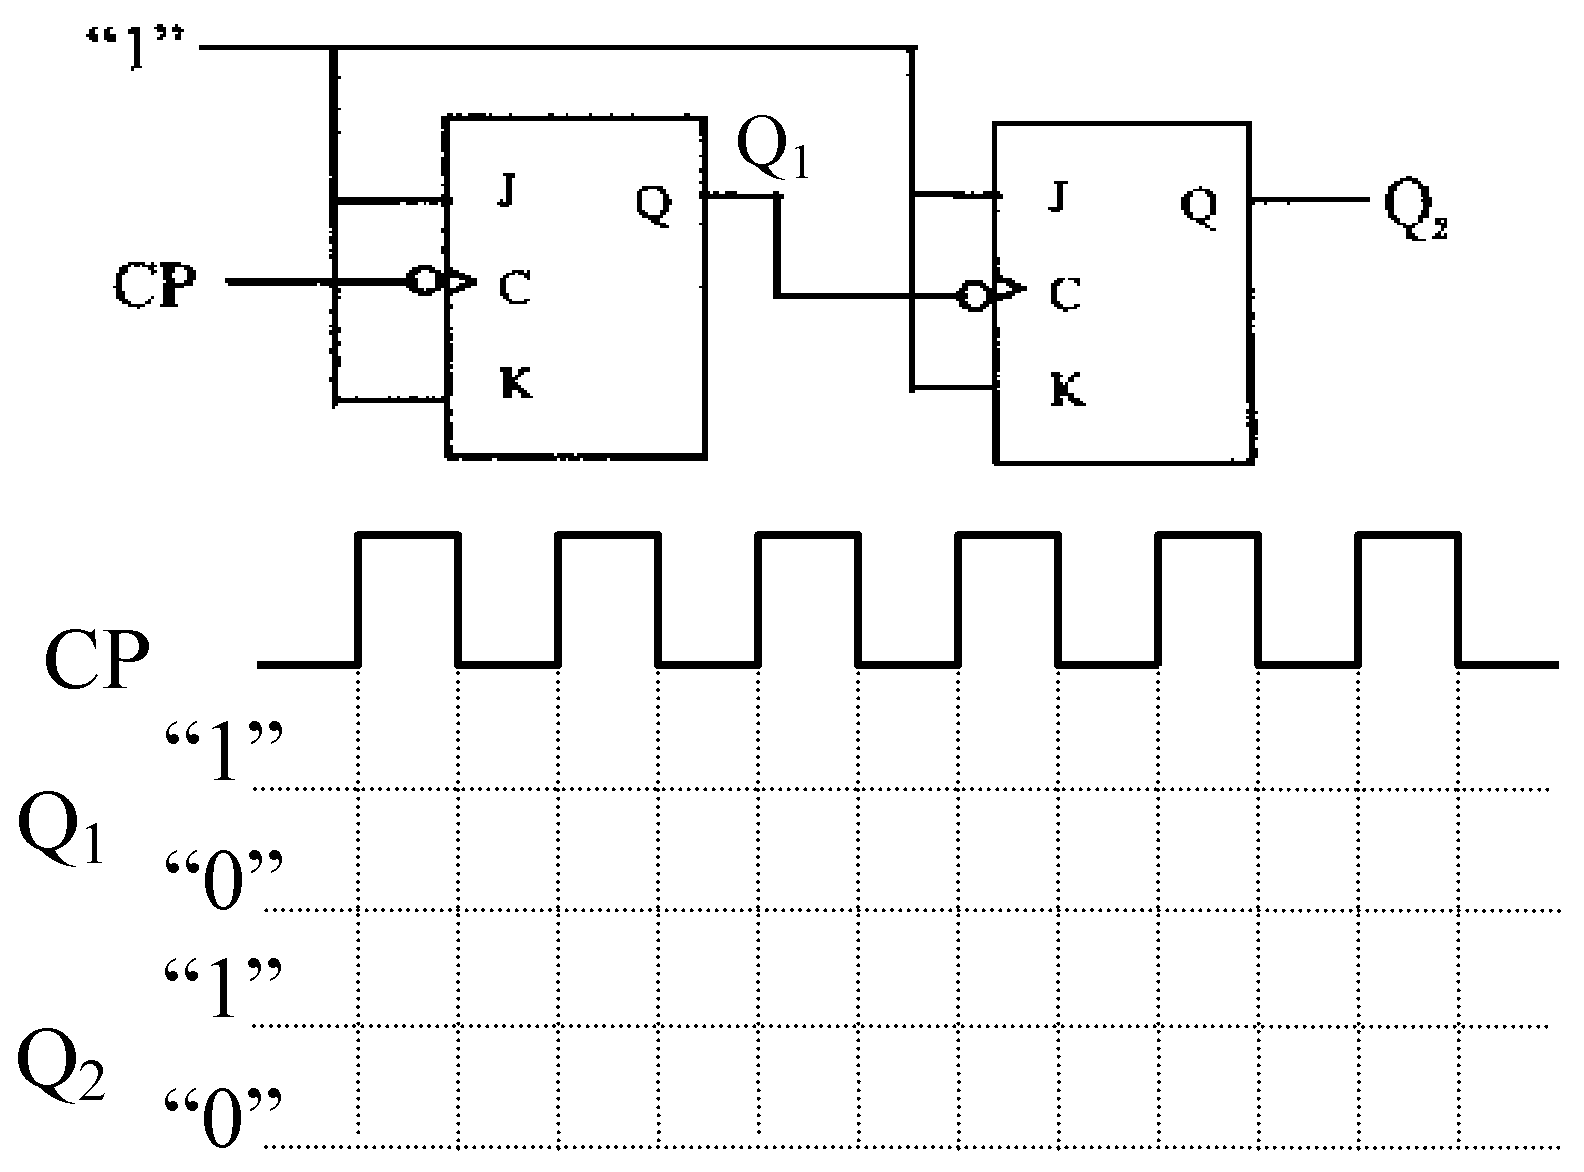 “1”
Q₁
J Q
J Q Q₂
CP C
C
K
K
CP
“1”
Q₁
“0”
“1”
Q₂
“0”